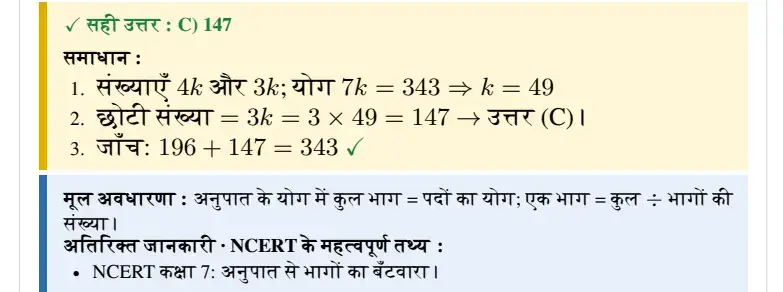 ✓ सही उत्तर : C) 147
समाधान :
1. संख्याएँ 4k और 3k; योग 7k = 343 ⇒ k = 49
2. छोटी संख्या = 3k = 3 × 49 = 147 → उत्तर (C)।
3. जाँच: 196 + 147 = 343 ✓
मूल अवधारणा : अनुपात के योग में कुल भाग = पदों का योग; एक भाग = कुल ÷ भागों की
संख्या।
अतिरिक्त जानकारी · NCERT के महत्वपूर्ण तथ्य :
• NCERT कक्षा 7: अनुपात से भागों का बँटवारा।